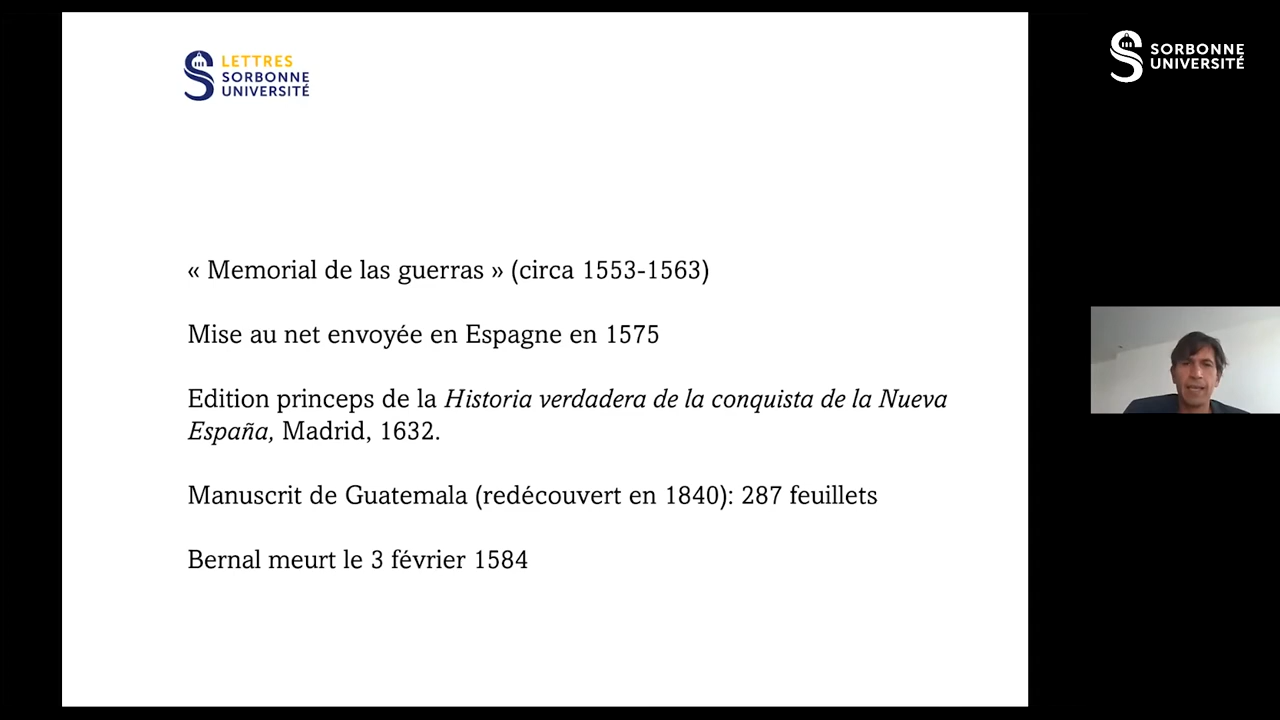 LETTRES
SORBONNE
UNIVERSITÉ
SORBONNE
UNIVERSITÉ
« Memorial de las guerras » (circa 1553-1563)
Mise au net envoyée en Espagne en 1575
Edition princeps de la Historia verdadera de la conquista de la Nueva
España, Madrid, 1632.
Manuscrit de Guatemala (redécouvert en 1840): 287 feuillets
Bernal meurt le 3 février 1584